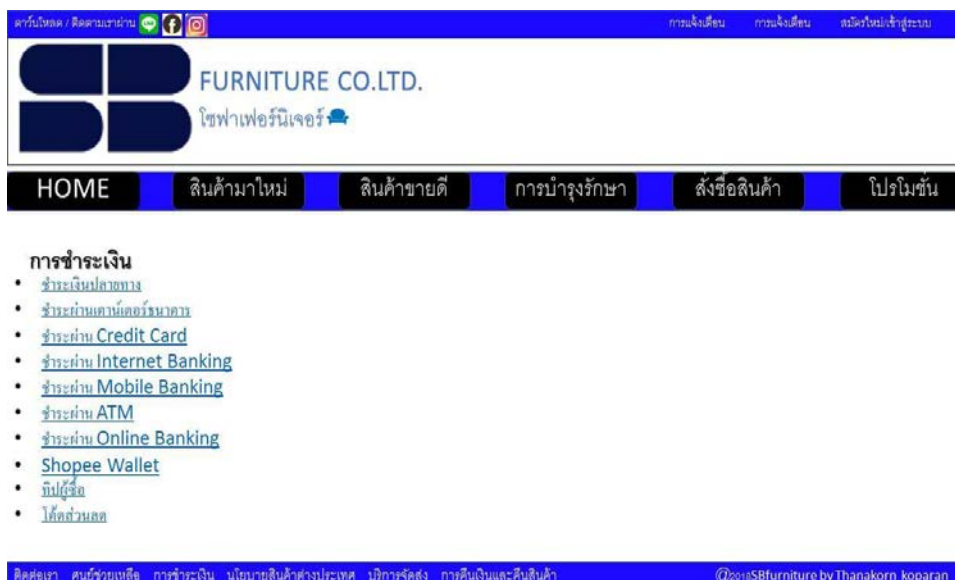 ดาว์นโหลด / ติดตามเราผ่าน
การแจ้งเตือน การแจ้งเตือน สมัครใหม่/เข้าสู่ระบบ
SB
FURNITURE CO.LTD.
โซฟาเฟอร์นิเจอร์
HOME สินค้ามาใหม่ สินค้าขายดี การบำรุงรักษา สั่งซื้อสินค้า โปรโมชั่น
การชำระเงิน
• ชำระเงินปลายทาง
• ชำระผ่านเคาน์เตอร์ธนาคาร
• ชำระผ่าน Credit Card
• ชำระผ่าน Internet Banking
• ชำระผ่าน Mobile Banking
• ชำระผ่าน ATM
• ชำระผ่าน Online Banking
• Shopee Wallet
• ทิปผู้ซื้อ
• โค้ดส่วนลด
ติดต่อเรา ศูนย์ช่วยเหลือ การชำระเงิน นโยบายสินค้าต่างประเทศ บริการจัดส่ง การคืนเงินและคืนสินค้า @2018SBfurniture by Thanakorn koparan